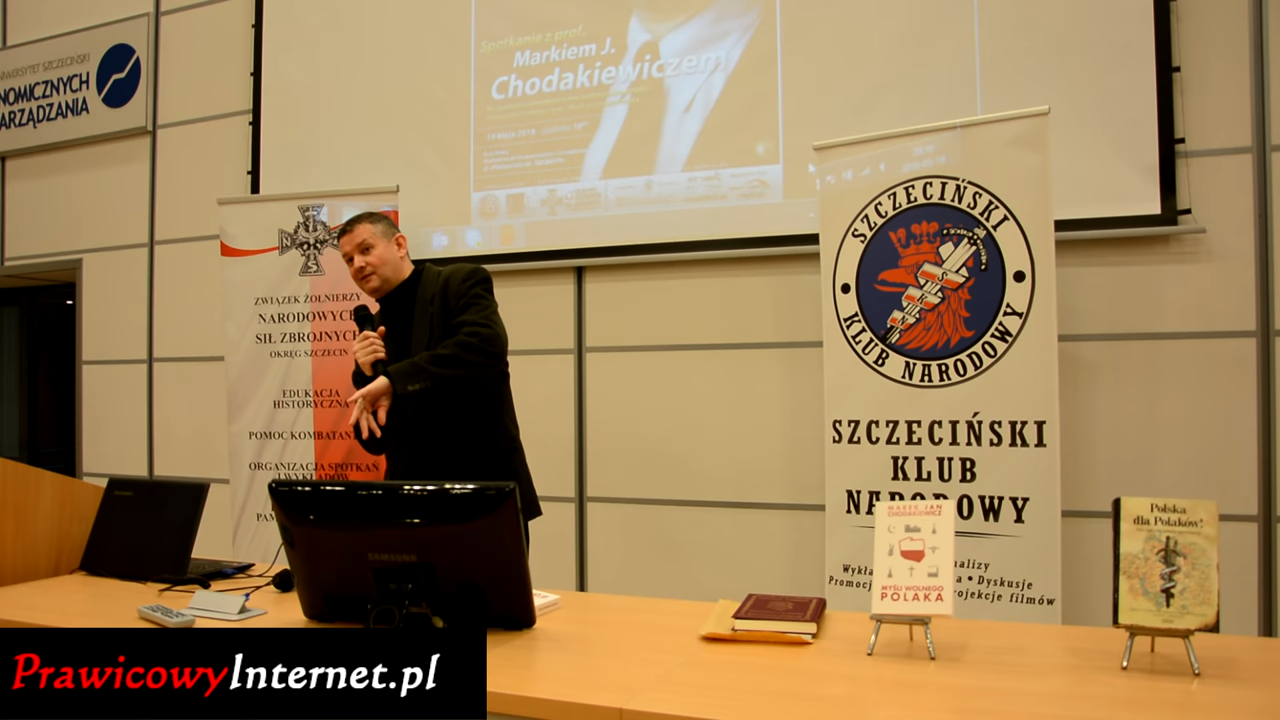 UNIWERSYTET SZCZECIŃSKI
NOMICZNYCH
ARZĄDZANIA
Spotkanie z prof.
Markiem J.
Chodakiewiczem
ZWIĄZEK ŻOŁNIERZY
NARODOWYCH
SIŁ ZBROJNYCH
OKRĘG SZCZECIN
EDUKACJA
HISTORYCZNA
POMOC KOMBATAN
ORGANIZACJA SPOTKAŃ
I WYKŁADÓW
PA
N
S
SZCZECIŃSKI
KLUB NARODOWY
S
K
N
SZCZECIŃSKI
KLUB
NARODOWY
Wykła
nalizy
Promocj
a • Dyskusje
rojekcje filmów
SAMSUNG
MAREK JAN
CHODAKIEWICZ
MYŚLI WOLNEGO
POLAKA
Polska
dla Polaków!
PrawicowyInternet.pl